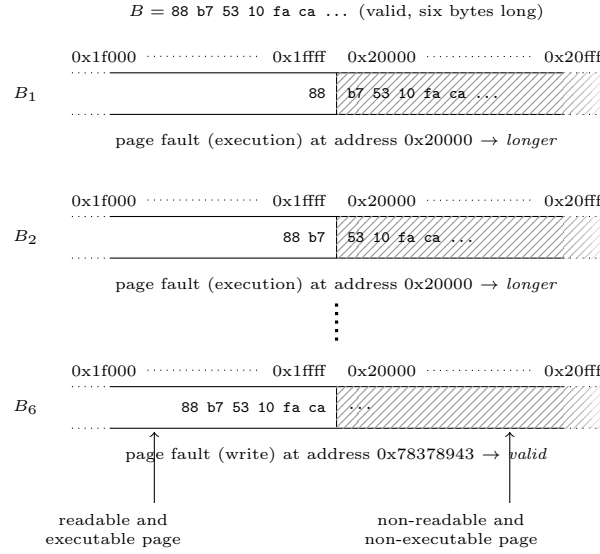 B = 88 b7 53 10 fa ca ... (valid, six bytes long)
0x1f000 ················ 0x1ffff 0x20000 ················ 0x20fff
B1 88 b7 53 10 fa ca ...
page fault (execution) at address 0x20000 → longer
0x1f000 ················ 0x1ffff 0x20000 ················ 0x20fff
B2 88 b7 53 10 fa ca ...
page fault (execution) at address 0x20000 → longer
0x1f000 ················ 0x1ffff 0x20000 ················ 0x20fff
B6 88 b7 53 10 fa ca ...
page fault (write) at address 0x78378943 → valid
readable and
executable page
non-readable and
non-executable page